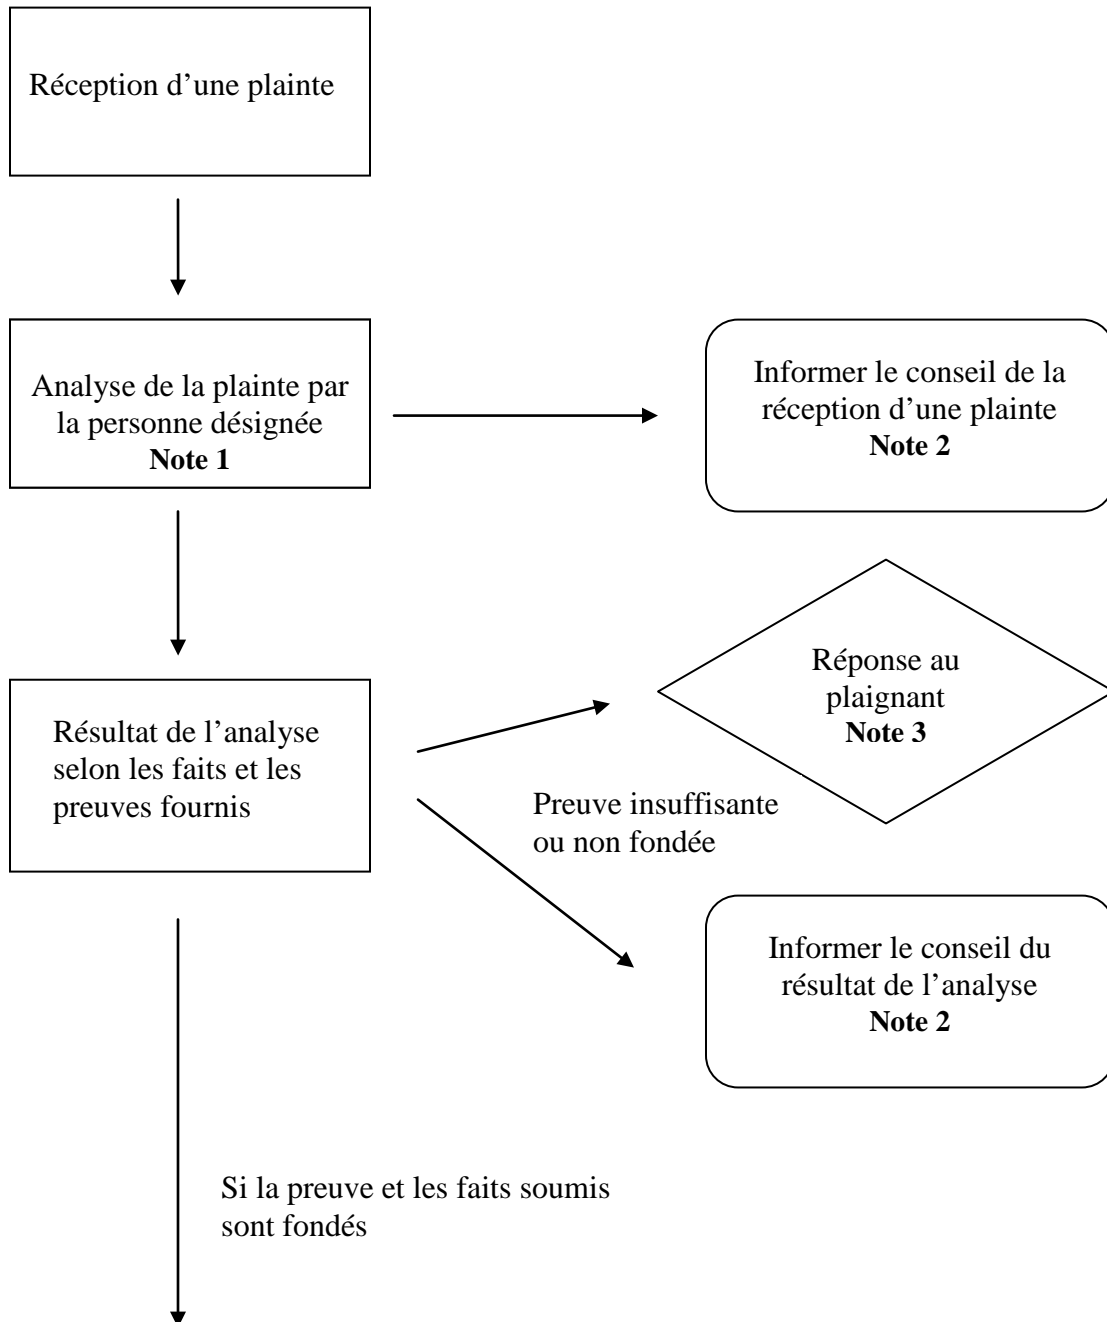 Réception d’une plainte
Analyse de la plainte par
la personne désignée
Note 1
Informer le conseil de la
réception d’une plainte
Note 2
Réponse au
plaignant
Note 3
Résultat de l’analyse
selon les faits et les
preuves fournis
Preuve insuffisante
ou non fondée
Informer le conseil du
résultat de l’analyse
Note 2
Si la preuve et les faits soumis
sont fondés